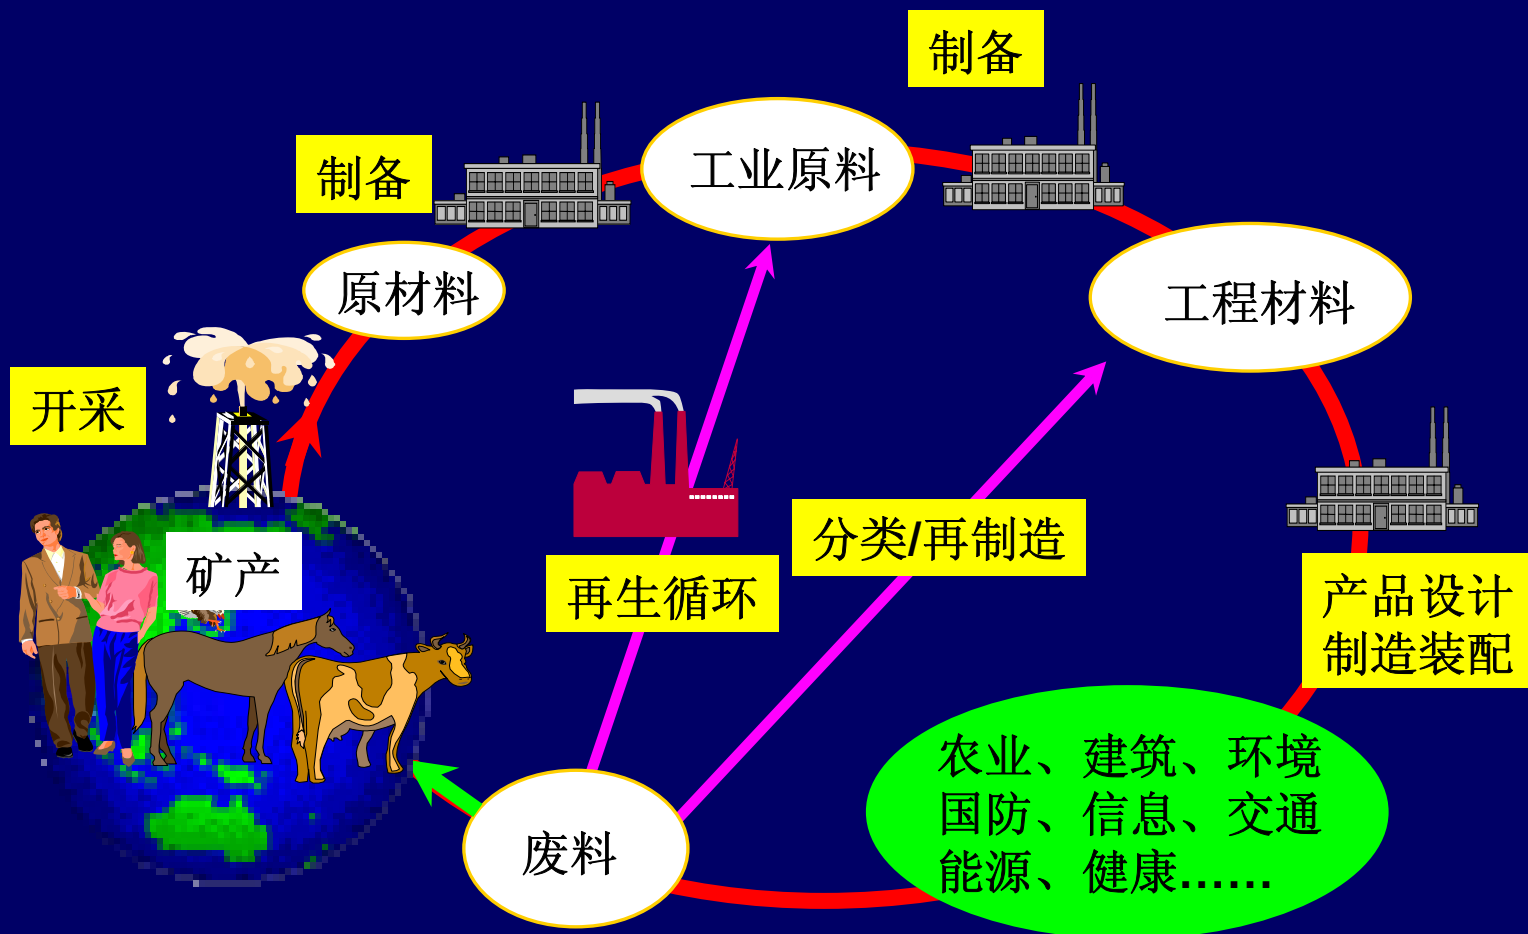 制备
制备
工业原料
原材料
工程材料
开采
矿产
分类/再制造
再生循环
产品设计
制造装配
农业、建筑、环境
国防、信息、交通
能源、健康......
废料